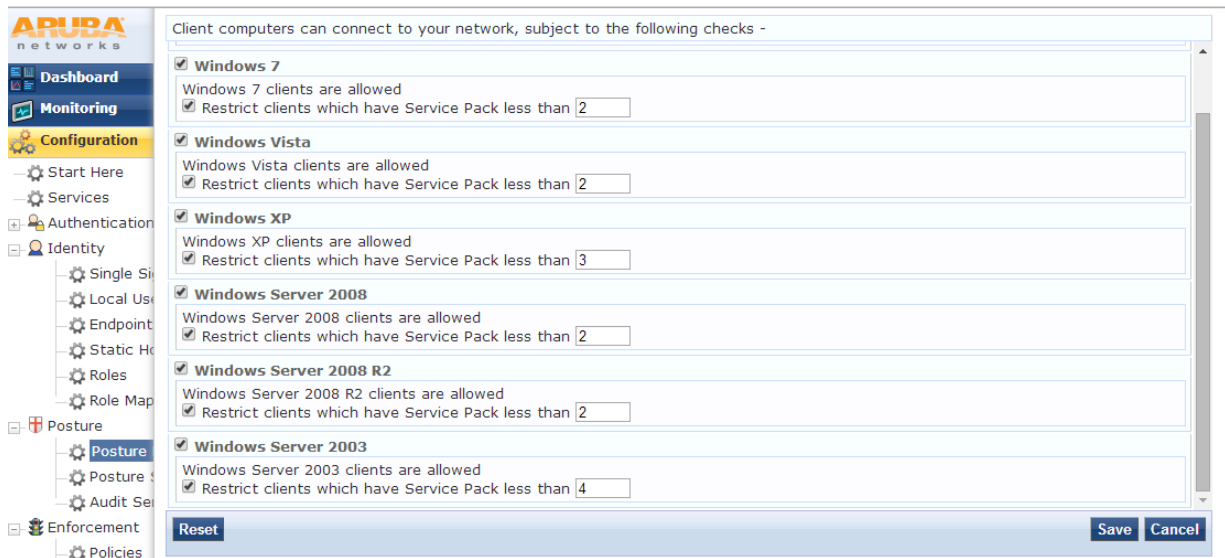 ARUBA
networks
Dashboard
Monitoring
Configuration
Start Here
Services
Authentication
Identity
Single Si
Local Use
Endpoint
Static Ho
Roles
Role Map
Posture
Posture
Posture S
Audit Ser
Enforcement
Policies
Client computers can connect to your network, subject to the following checks -
Windows 7
Windows 7 clients are allowed
Restrict clients which have Service Pack less than 2
Windows Vista
Windows Vista clients are allowed
Restrict clients which have Service Pack less than 2
Windows XP
Windows XP clients are allowed
Restrict clients which have Service Pack less than 3
Windows Server 2008
Windows Server 2008 clients are allowed
Restrict clients which have Service Pack less than 2
Windows Server 2008 R2
Windows Server 2008 R2 clients are allowed
Restrict clients which have Service Pack less than 2
Windows Server 2003
Windows Server 2003 clients are allowed
Restrict clients which have Service Pack less than 4
Reset
Save Cancel